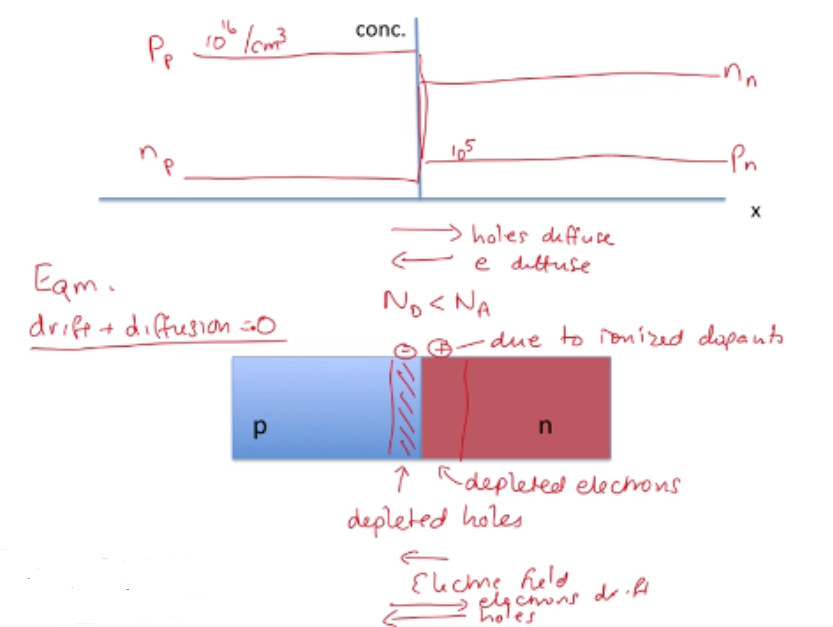 conc.
Pp 10^16 /cm^3
nn
np
10^5
Pn
x
holes diffuse
e diffuse
Eqm.
ND < NA
drift + diffusion = 0
- + due to ionized dopants
p n
depleted electrons
depleted holes
Electric field
electrons drift
holes